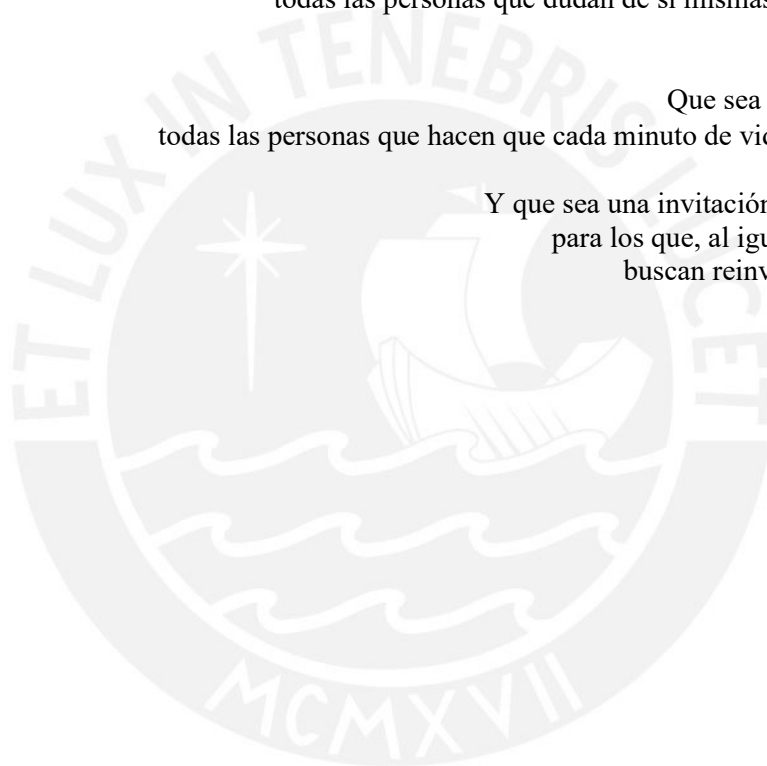 todas las personas que dudan de sí mismas
Que sea
todas las personas que hacen que cada minuto de
Y que sea una invitación
para los que, al
buscan
ET LUX IN TENEBRIS LUCET
MCMXVII